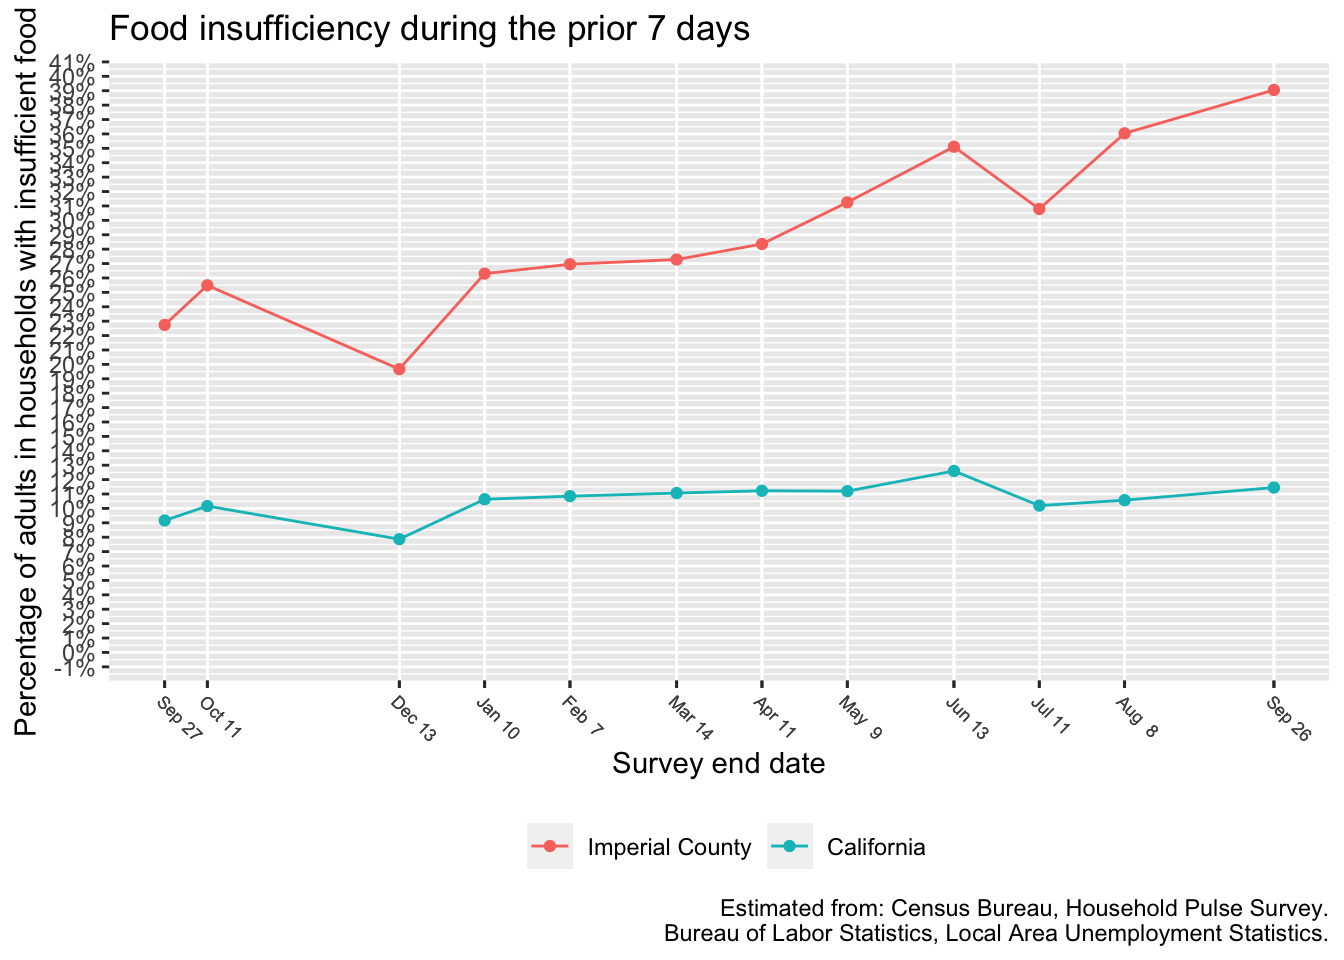 Food insufficiency during the prior 7 days
Percentage of adults in households with insufficient food
41%
40%
39%
38%
37%
36%
35%
34%
33%
32%
31%
30%
29%
28%
27%
26%
25%
24%
23%
22%
21%
20%
19%
18%
17%
16%
15%
14%
13%
12%
11%
10%
9%
8%
7%
6%
5%
4%
3%
2%
1%
0%
-1%
Sep 27
Oct 11
Dec 13
Jan 10
Feb 7
Mar 14
Apr 11
May 9
Jun 13
Jul 11
Aug 8
Sep 26
Survey end date
Imperial County
California
Estimated from: Census Bureau, Household Pulse Survey.
Bureau of Labor Statistics, Local Area Unemployment Statistics.